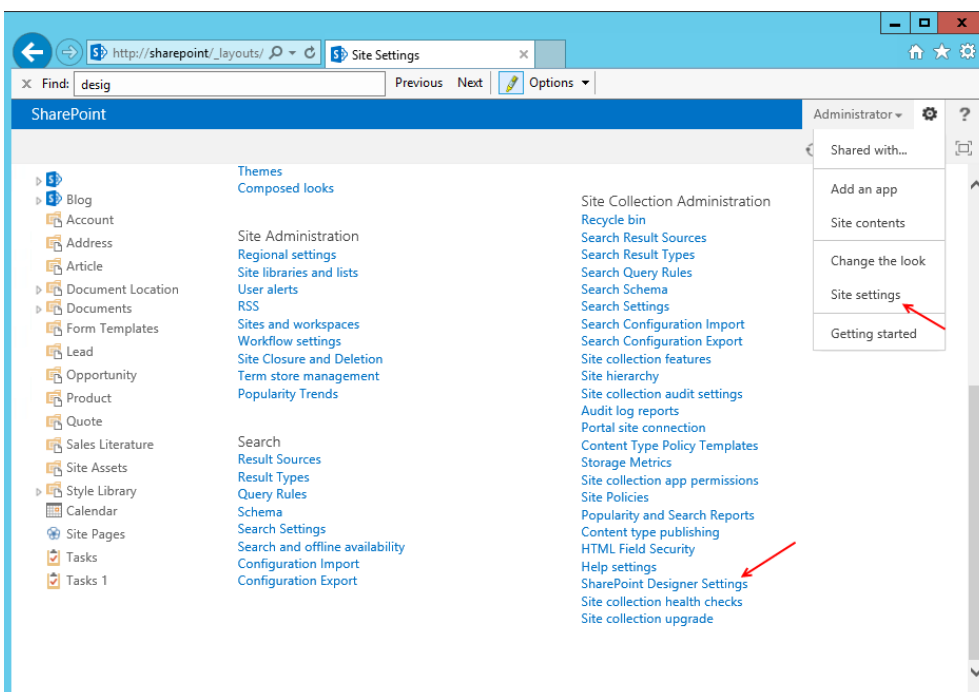 http://sharepoint/_layouts/
Site Settings
Find: desig
Previous Next Options
SharePoint
Administrator
?
Shared with...
Add an app
Site contents
Change the look
Site settings
Getting started
Blog
Account
Address
Article
Document Location
Documents
Form Templates
Lead
Opportunity
Product
Quote
Sales Literature
Site Assets
Style Library
Calendar
Site Pages
Tasks
Tasks 1
Themes
Composed looks
Site Administration
Regional settings
Site libraries and lists
User alerts
RSS
Sites and workspaces
Workflow settings
Site Closure and Deletion
Term store management
Popularity Trends
Search
Result Sources
Result Types
Query Rules
Schema
Search Settings
Search and offline availability
Configuration Import
Configuration Export
Site Collection Administration
Recycle bin
Search Result Sources
Search Result Types
Search Query Rules
Search Schema
Search Settings
Search Configuration Import
Search Configuration Export
Site collection features
Site hierarchy
Site collection audit settings
Audit log reports
Portal site connection
Content Type Policy Templates
Storage Metrics
Site collection app permissions
Site Policies
Popularity and Search Reports
Content type publishing
HTML Field Security
Help settings
SharePoint Designer Settings
Site collection health checks
Site collection upgrade